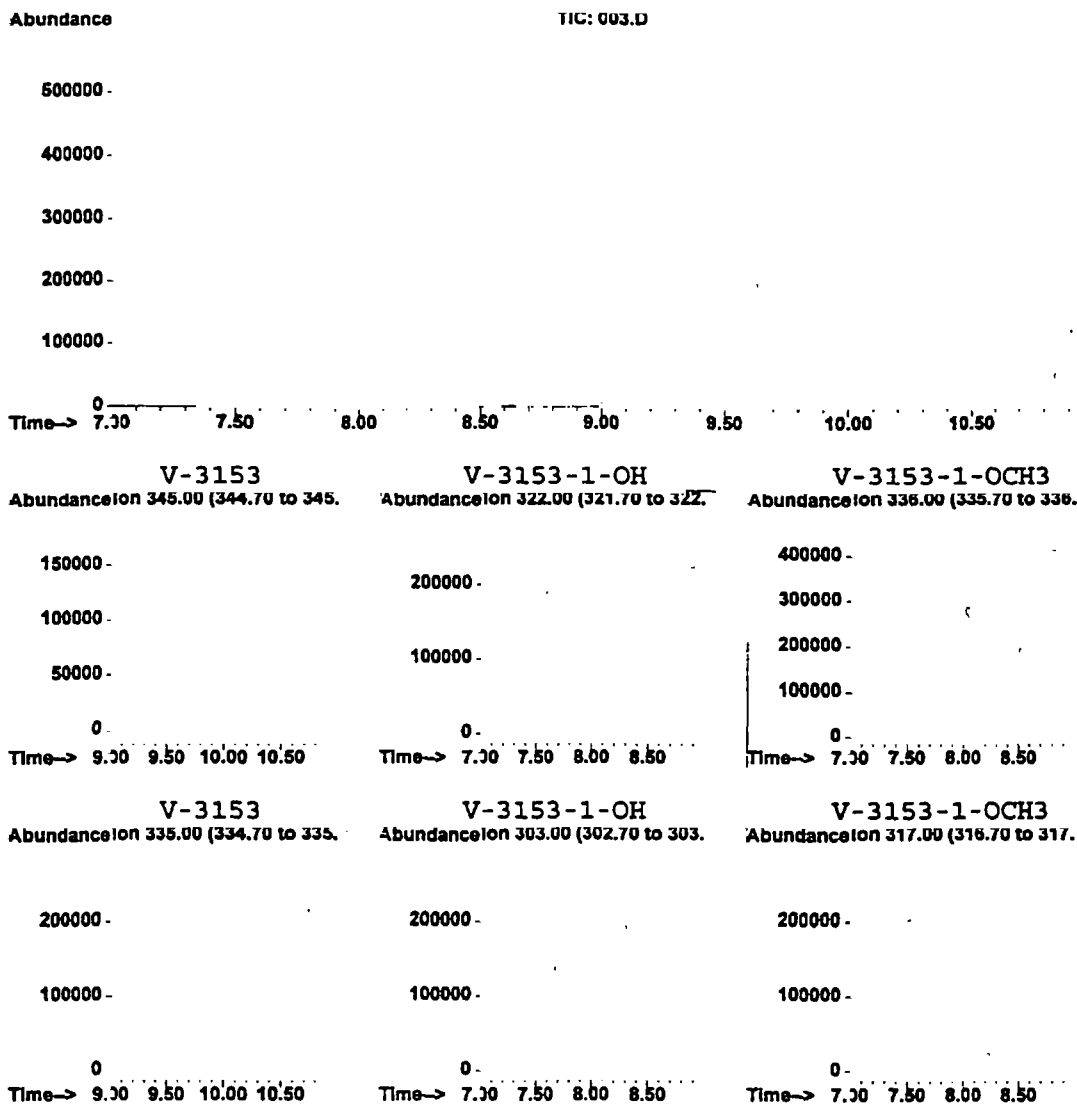 Abundance TIC: 003.D
500000
400000
300000
200000
100000
0
Time--> 7.00 7.50 8.00 8.50 9.00 9.50 10.00 10.50
V-3153 V-3153-1-OH V-3153-1-OCH3
Abundance Ion 345.00 (344.70 to 345. Abundance Ion 322.00 (321.70 to 322. Abundance Ion 336.00 (335.70 to 336.
150000
100000
50000
0
Time--> 9.00 9.50 10.00 10.50
200000
100000
0
Time--> 7.00 7.50 8.00 8.50
400000
300000
200000
100000
0
Time--> 7.00 7.50 8.00 8.50
V-3153 V-3153-1-OH V-3153-1-OCH3
Abundance Ion 335.00 (334.70 to 335. Abundance Ion 303.00 (302.70 to 303. Abundance Ion 317.00 (316.70 to 317.
200000
100000
0
Time--> 9.00 9.50 10.00 10.50
200000
100000
0
Time--> 7.00 7.50 8.00 8.50
200000
100000
0
Time--> 7.00 7.50 8.00 8.50